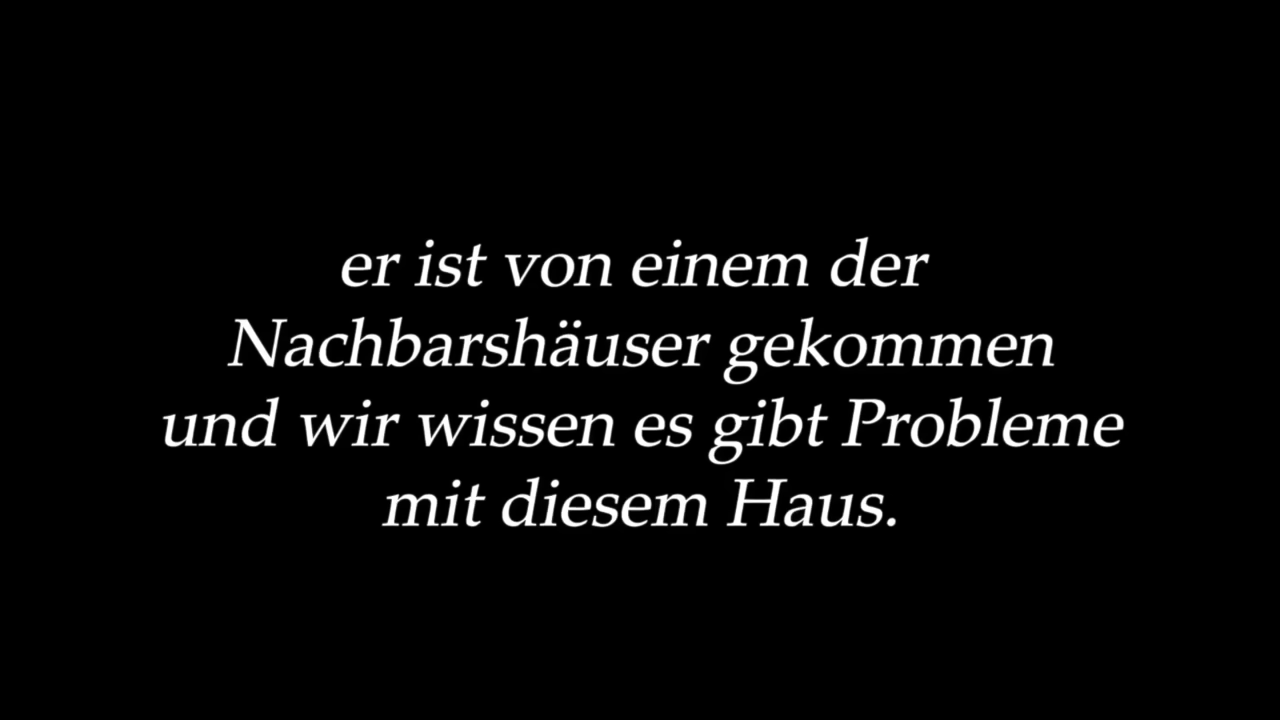 er ist von einem der
Nachbarshäuser gekommen
und wir wissen es gibt Probleme
mit diesem Haus.